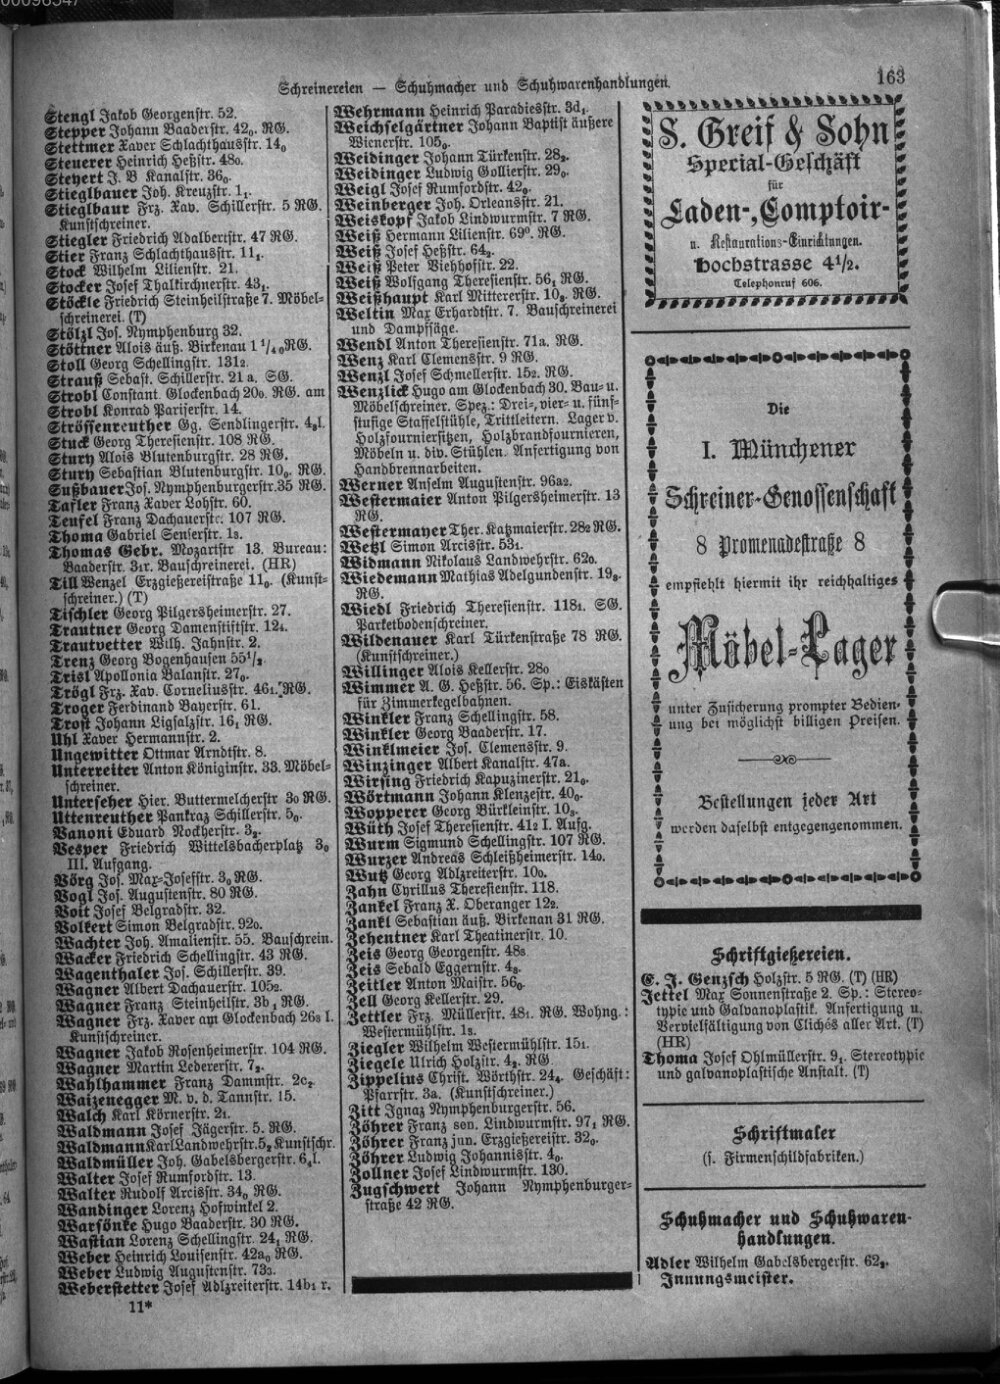 163
Schreinereien — Schuhmacher und Schuhwarenhandlungen.
Stengl Jakob Georgenstr. 52.
Stepper Johann Baaderstr. 42₀ RG.
Stettmer Xaver Schlachthausstr. 14₀
Steuerer Heinrich Heßstr. 48o.
Steyert J. B Kanalstr. 36₀.
Stieglbauer Joh. Kreuzstr. 1₁.
Stieglbaur Frz. Xav. Schillerstr. 5 RG.
Kunstschreiner.
Stiegler Friedrich Adalbertstr. 47 RG.
Stier Franz Schlachthausstr. 11₁.
Stock Wilhelm Lilienstr. 21.
Stocker Josef Thalkirchnerstr. 43₁.
Stöckle Friedrich Steinheilstraße 7. Möbel-
schreinerei. (T)
Stölzl Jos. Nymphenburg 32.
Stöttner Alois äuß. Birkenau 1 1/4₀ RG.
Stoll Georg Schellingstr. 131₂.
Strauß Sebast. Schillerstr. 21 a. SG.
Strobl Constant. Glockenbach 20₀. RG. am
Strobl Konrad Pariserstr. 14.
Strössenreuther Gg. Sendlingerstr. 4₃l.
Stuck Georg Theresienstr. 108 RG.
Stury Alois Blutenburgstr. 28 RG.
Stury Sebastian Blutenburgstr. 10₀. RG.
Sußbauer Jos. Nymphenburgerstr. 35 RG.
Tafler Franz Xaver Lohstr. 60.
Teufel Franz Dachauerstr. 107 RG.
Thoma Gabriel Senserstr. 1₃.
Thomas Gebr. Mozartstr 13. Bureau:
Baaderstr. 3₁r. Bauschreinerei. (HR)
Till Wenzel Erzgießereistraße 11₀. (Kunst-
schreiner.) (T)
Tischler Georg Pilgersheimerstr. 27.
Trautner Georg Damenstiftstr. 12₄.
Trautvetter Wilh. Jahnstr. 2.
Trenz Georg Bogenhausen 55 1/2
Trisl Apollonia Balanstr. 27₀.
Trögl Frz. Xav. Corneliusstr. 46₁. RG.
Troger Ferdinand Bayerstr. 61.
Trost Johann Ligsalzstr. 16₁ RG.
Uhl Xaver Hermannstr. 2.
Ungewitter Ottmar Arndtstr. 8.
Unterreiter Anton Königinstr. 33. Möbel-
schreiner.
Unterseher Hier. Buttermelcherstr 3₀ RG.
Uttenreuther Pankraz Schillerstr. 5₀.
Vanoni Eduard Nockherstr. 3₂.
Vesper Friedrich Wittelsbacherplatz 3₀
III. Aufgang.
Vörg Jos. Max-Josefstr. 3₀ RG.
Vogl Jos. Augustenstr. 80 RG.
Voit Josef Belgradstr. 32.
Volkert Simon Belgradstr. 92₀.
Wachter Joh. Amalienstr. 55. Bauschrein.
Wacker Friedrich Schellingstr. 43 RG.
Wagenthaler Jos. Schillerstr. 39.
Wagner Albert Dachauerstr. 105₂.
Wagner Franz Steinheilstr. 3b₁ RG.
Wagner Frz. Xaver am Glockenbach 26₃ l.
Kunstschreiner.
Wagner Jakob Rosenheimerstr. 104 RG.
Wagner Martin Ledererstr. 7₂.
Wahlhammer Franz Dammstr. 2c₂.
Waizenegger M. v. d. Tannstr. 15.
Walch Karl Körnerstr. 2₁.
Waldmann Josef Jägerstr. 5. RG.
Waldmann Karl Landwehrstr. 5₂ Kunstschr.
Waldmüller Joh. Gabelsbergerstr. 6₄l.
Walter Josef Rumfordstr. 13.
Walter Rudolf Arcisstr. 34₀ RG.
Wandinger Lorenz Hofwinkel 2.
Warsönke Hugo Baaderstr. 30 RG.
Wastian Lorenz Schellingstr. 24₁ RG.
Weber Heinrich Louisenstr. 42a₀ RG.
Weber Ludwig Augustenstr. 73₃.
Weberstetter Josef Adlzreiterstr. 14b₁ r.
11*
Wehrmann Heinrich Paradiesstr. 3d₁.
Weichselgärtner Johann Baptist äußere
Wienerstr. 105₀.
Weidinger Johann Türkenstr. 28₂.
Weidinger Ludwig Gollierstr. 29₀.
Weigl Josef Rumfordstr. 42₀.
Weinberger Joh. Orleansstr. 21.
Weiskopf Jakob Lindwurmstr. 7 RG.
Weiß Hermann Lilienstr. 69⁰. RG.
Weiß Josef Heßstr. 64₂.
Weiß Peter Viehhofstr. 22.
Weiß Wolfgang Theresienstr. 56₁ RG.
Weißhaupt Karl Mittererstr. 10₃. RG.
Weltin Max Erhardtstr. 7. Bauschreinerei
und Dampfsäge.
Wendl Anton Theresienstr. 71a. RG.
Wenz Karl Clemensstr. 9 RG.
Wenzl Josef Schmellerstr. 15₂. RG.
Wenzlick Hugo am Glockenbach 30. Bau- u.
Möbelschreiner. Spez.: Drei-, vier- u. fünf-
stufige Staffelstühle, Trittleitern. Lager v.
Holzfourniersitzen, Holzbrandfournieren,
Möbeln u. div. Stühlen. Anfertigung von
Handbrennarbeiten.
Werner Anselm Augustenstr. 96a₂.
Westermaier Anton Pilgersheimerstr. 13
RG.
Westermayer Ther. Katzmaierstr. 28₂ RG.
Wetzl Simon Arcisstr. 53₁.
Widmann Nikolaus Landwehrstr. 62₀.
Wiedemann Mathias Adelgundenstr. 19₃.
RG.
Wiedl Friedrich Theresienstr. 118₁. SG.
Parketbodenschreiner.
Wildenauer Karl Türkenstraße 78 RG.
(Kunstschreiner.)
Willinger Alois Kellerstr. 28o
Wimmer A. G. Heßstr. 56. Sp.: Eiskästen
für Zimmerkegelbahnen.
Winkler Franz Schellingstr. 58.
Winkler Georg Baaderstr. 17.
Winklmeier Jos. Clemensstr. 9.
Winzinger Albert Kanalstr. 47a.
Wirsing Friedrich Kapuzinerstr. 21₀.
Wörtmann Johann Klenzestr. 40₀.
Wopperer Georg Bürkleinstr. 10₃.
Wüth Josef Theresienstr. 41₂ I. Aufg.
Wurm Sigmund Schellingstr. 107 RG.
Wurzer Andreas Schleißheimerstr. 14₀.
Wutz Georg Adlzreiterstr. 10₀.
Zahn Cyrillus Theresienstr. 118.
Zankel Franz X. Oberanger 12₂.
Zankl Sebastian äuß. Birkenau 31 RG.
Zehentner Karl Theatinerstr. 10.
Zeis Georg Georgenstr. 48₃
Zeis Sebald Eggernstr. 4₃.
Zeitler Anton Maistr. 56₀.
Zell Georg Kellerstr. 29.
Zettler Frz. Müllerstr. 48₁. RG. Wohng.:
Westermühlstr. 1₃.
Ziegler Wilhelm Westermühlstr. 15₁.
Ziegele Ulrich Holzstr. 4₂. RG.
Zippelius Christ. Wörthstr. 24₄. Geschäft:
Pfarrstr. 3a. (Kunstschreiner.)
Zitt Ignaz Nymphenburgerstr. 56.
Zöhrer Franz sen. Lindwurmstr. 97₁ RG.
Zöhrer Franz jun. Erzgießereistr. 32₀.
Zöhrer Ludwig Johannisstr. 4₀.
Zollner Josef Lindwurmstr. 130.
Zugschwert Johann Nymphenburger-
straße 42 RG.
S. Greif & Sohn
Special-Geschäft
für
Laden-, Comptoir-
u. Restaurations-Einrichtungen.
Hochstrasse 4 1/2.
Telephonruf 606.
Die
I. Münchener
Schreiner-Genossenschaft
8 Promenadestraße 8
empfiehlt hiermit ihr reichhaltiges
Möbel-Lager
unter Zusicherung prompter Bedien-
ung bei möglichst billigen Preisen.
Bestellungen jeder Art
werden daselbst entgegengenommen.
Schriftgießereien.
E. J. Genzsch Holzstr. 5 RG. (T) (HR)
Jettel Max Sonnenstraße 2. Sp.: Stereo-
typie und Galvanoplastik. Anfertigung u.
Vervielfältigung von Clichés aller Art. (T)
(HR)
Thoma Josef Ohlmüllerstr. 9₁. Stereotypie
und galvanoplastische Anstalt. (T)
Schriftmaler
(s. Firmenschildfabriken.)
Schuhmacher und Schuhwaren-
handlungen.
Adler Wilhelm Gabelsbergerstr. 62₂.
Innungsmeister.